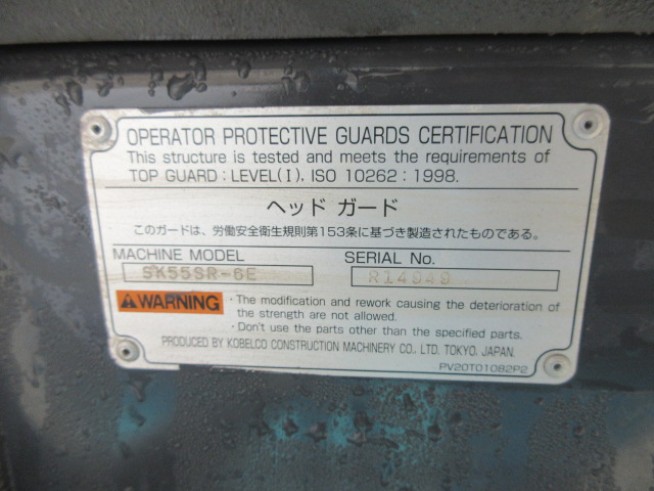 OPERATOR PROTECTIVE GUARDS CERTIFICATION
This structure is tested and meets the requirements of
TOP GUARD : LEVEL(I). ISO 10262 : 1998.
ヘッド ガード
このガードは、労働安全衛生規則第153条に基づき製造されたものである。
MACHINE MODEL SERIAL No.
SK55SR-6E R14949
WARNING · The modification and rework causing the deterioration of
the strength are not allowed.
· Don't use the parts other than the specified parts.
PRODUCED BY KOBELCO CONSTRUCTION MACHINERY CO., LTD. TOKYO, JAPAN.
PV20T01082P2